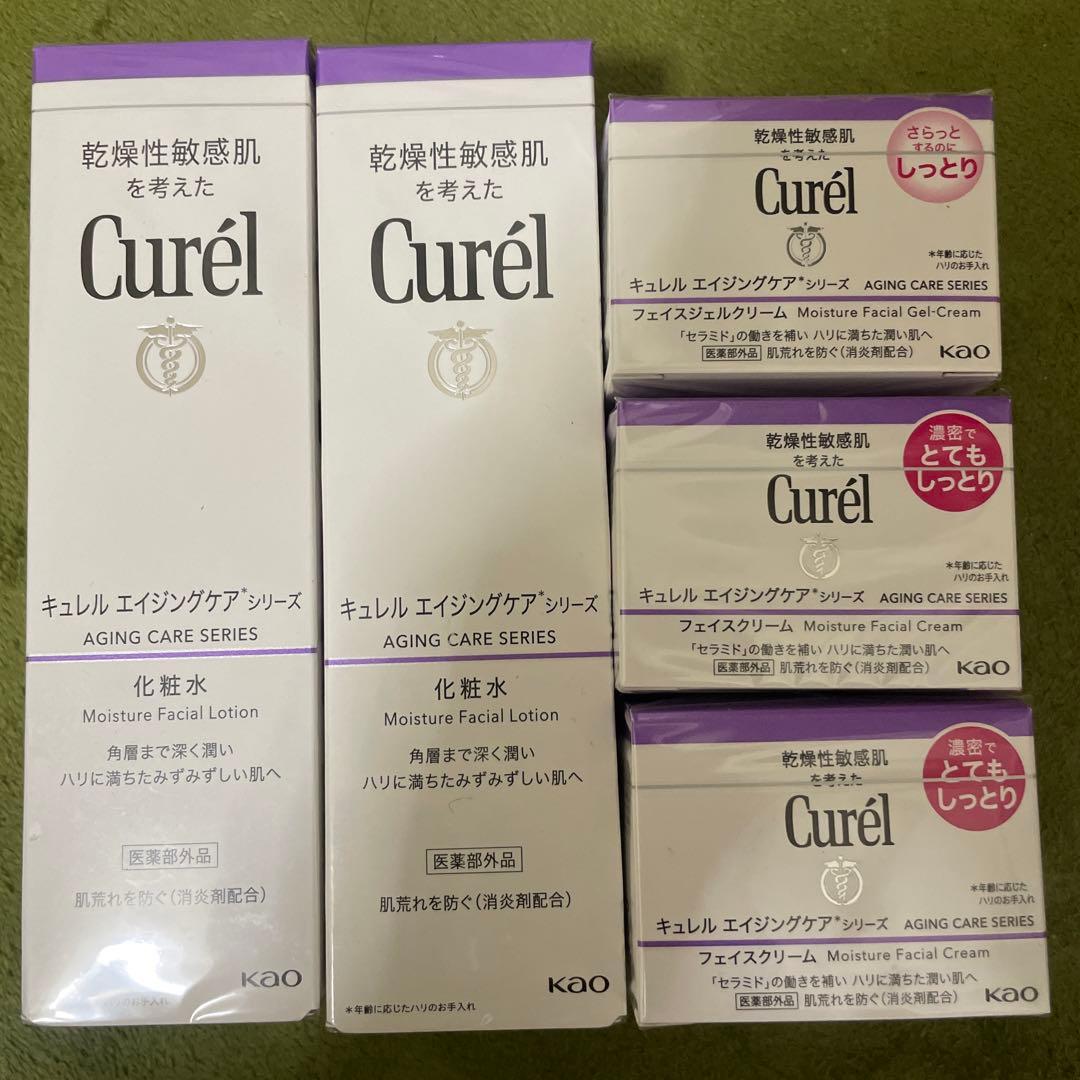 乾燥性敏感肌
を考えた
Curél
キュレル エイジングケア*シリーズ
AGING CARE SERIES
化粧水
Moisture Facial Lotion
角層まで深く潤い
ハリに満ちたみずみずしい肌へ
医薬部外品
肌荒れを防ぐ(消炎剤配合)
Kao
ハリのお手入れ
乾燥性敏感肌
を考えた
Curél
キュレル エイジングケア*シリーズ
AGING CARE SERIES
化粧水
Moisture Facial Lotion
角層まで深く潤い
ハリに満ちたみずみずしい肌へ
医薬部外品
肌荒れを防ぐ(消炎剤配合)
Kao
*年齢に応じたハリのお手入れ
乾燥性敏感肌
を考えた
Curél
さらっと
するのに
しっとり
*年齢に応じた
ハリのお手入れ
キュレル エイジングケア*シリーズ AGING CARE SERIES
フェイスジェルクリーム Moisture Facial Gel-Cream
「セラミド」の働きを補い ハリに満ちた潤い肌へ
医薬部外品 肌荒れを防ぐ(消炎剤配合) Kao
乾燥性敏感肌
を考えた
Curél
濃密で
とても
しっとり
*年齢に応じた
ハリのお手入れ
キュレル エイジングケア*シリーズ AGING CARE SERIES
フェイスクリーム Moisture Facial Cream
「セラミド」の働きを補い ハリに満ちた潤い肌へ
医薬部外品 肌荒れを防ぐ(消炎剤配合) Kao
乾燥性敏感肌
を考えた
Curél
濃密で
とても
しっとり
*年齢に応じた
ハリのお手入れ
キュレル エイジングケア*シリーズ AGING CARE SERIES
フェイスクリーム Moisture Facial Cream
「セラミド」の働きを補い ハリに満ちた潤い肌へ
医薬部外品 肌荒れを防ぐ(消炎剤配合) Kao